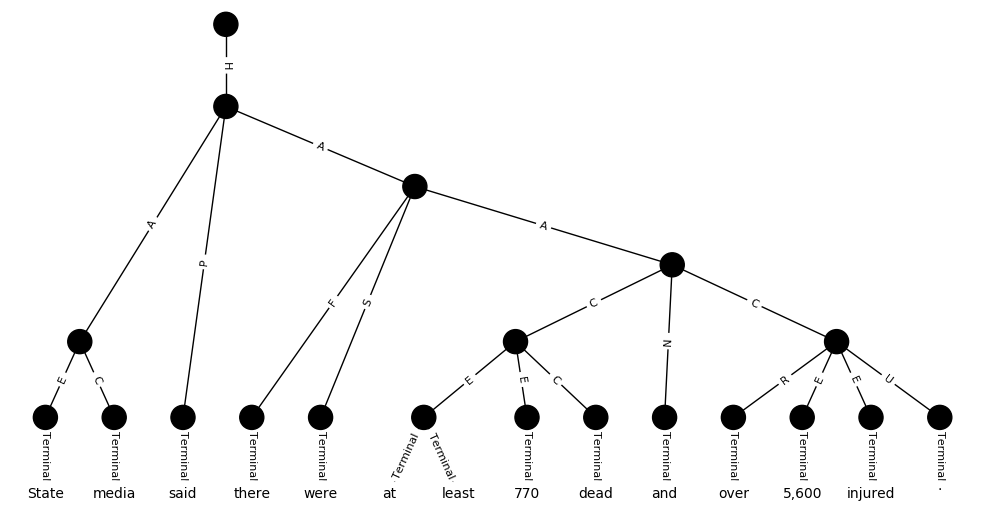 H
A
A
P
A
F
S
C
C
N
E
C
E
E
C
R
E
E
U
Terminal Terminal Terminal Terminal Terminal Terminal Terminal Terminal Terminal Terminal Terminal Terminal Terminal Terminal
State media said there were at least 770 dead and over 5,600 injured .